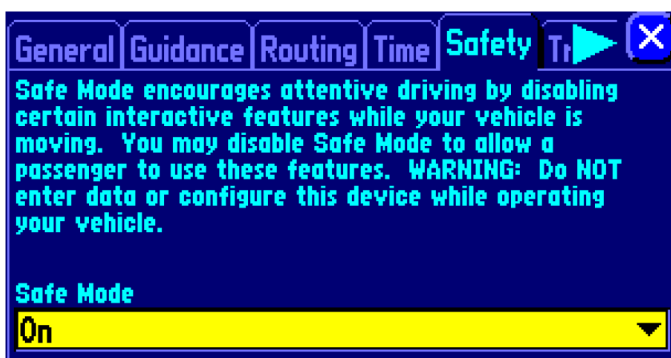 General Guidance Routing Time Safety
Safe Mode encourages attentive driving by disabling
certain interactive features while your vehicle is
moving. You may disable Safe Mode to allow a
passenger to use these features. WARNING: Do NOT
enter data or configure this device while operating
your vehicle.
Safe Mode
On